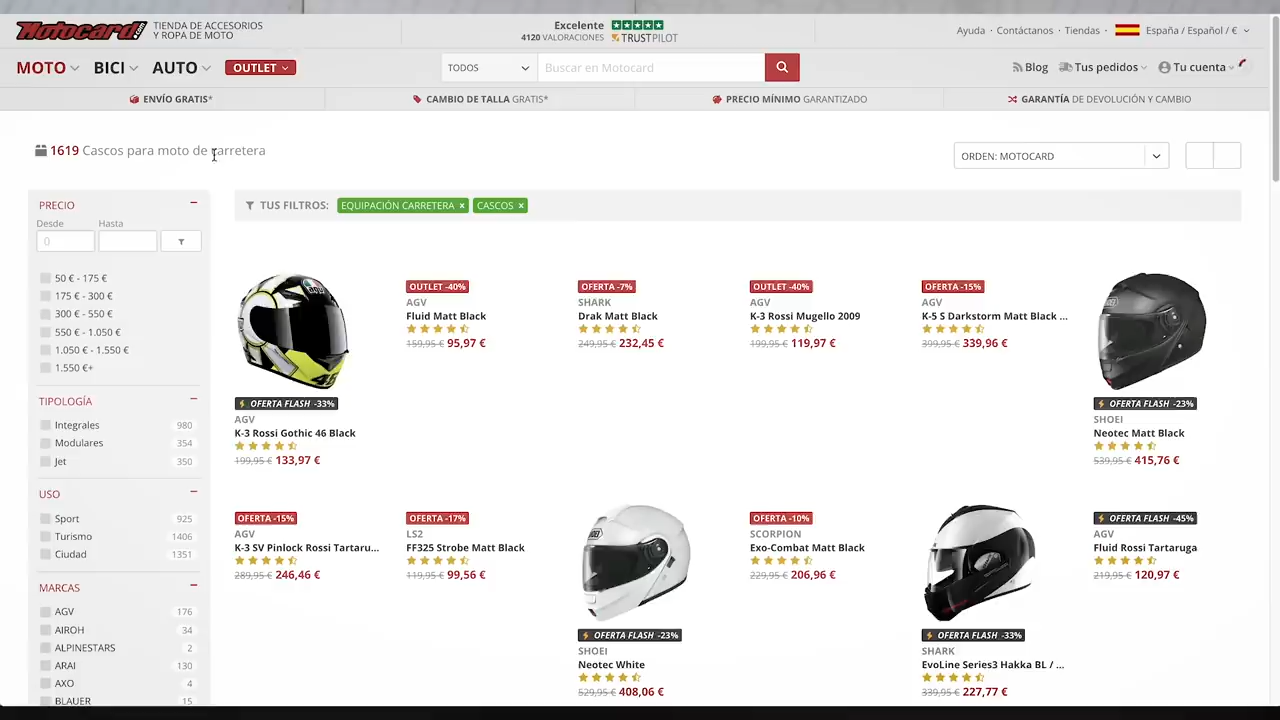 Motocard.com
TIENDA DE ACCESORIOS
Y ROPA DE MOTO
Excelente
4120 VALORACIONES
TRUSTPILOT
Ayuda · Contáctanos · Tiendas ·
España / Español / €
MOTO
BICI
AUTO
OUTLET
TODOS
Buscar en Motocard
Blog
Tus pedidos
Tu cuenta
ENVÍO GRATIS*
CAMBIO DE TALLA GRATIS*
PRECIO MÍNIMO GARANTIZADO
GARANTÍA DE DEVOLUCIÓN Y CAMBIO
1619 Cascos para moto de carretera
ORDEN: MOTOCARD
PRECIO
Desde
Hasta
0
50 € - 175 €
175 € - 300 €
300 € - 550 €
550 € - 1.050 €
1.050 € - 1.550 €
1.550 €+
TIPOLOGÍA
Integrales 980
Modulares 354
Jet 350
USO
Sport 925
Turismo 1406
Ciudad 1351
MARCAS
AGV 176
AIROH 34
ALPINESTARS 2
ARAI 130
AXO 4
BLAUER 15
TUS FILTROS:
EQUIPACIÓN CARRETERA ×
CASCOS ×
OFERTA FLASH -33%
AGV
K-3 Rossi Gothic 46 Black
199,95 € 133,97 €
OUTLET -40%
AGV
Fluid Matt Black
159,95 € 95,97 €
OFERTA -7%
SHARK
Drak Matt Black
249,95 € 232,45 €
OUTLET -40%
AGV
K-3 Rossi Mugello 2009
199,95 € 119,97 €
OFERTA -15%
AGV
K-5 S Darkstorm Matt Black ...
399,95 € 339,96 €
OFERTA FLASH -23%
SHOEI
Neotec Matt Black
539,95 € 415,76 €
OFERTA -15%
AGV
K-3 SV Pinlock Rossi Tartaru...
289,95 € 246,46 €
OFERTA -17%
LS2
FF325 Strobe Matt Black
119,95 € 99,56 €
OFERTA FLASH -23%
SHOEI
Neotec White
529,95 € 408,06 €
OFERTA -10%
SCORPION
Exo-Combat Matt Black
229,95 € 206,96 €
OFERTA FLASH -33%
SHARK
EvoLine Series3 Hakka BL / ...
339,95 € 227,77 €
OFERTA FLASH -45%
AGV
Fluid Rossi Tartaruga
219,95 € 120,97 €